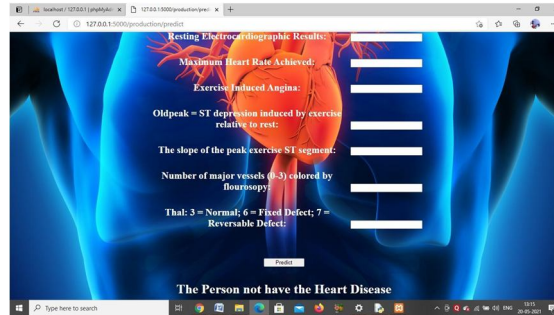 localhost / 127.0.0.1 | phpMyAd
127.0.0.1:5000/production/predi
127.0.0.1:5000/production/predict
Resting Electrocardiographic Results:
Maximum Heart Rate Achieved:
Exercise Induced Angina:
Oldpeak = ST depression induced by exercise
relative to rest:
The slope of the peak exercise ST segment:
Number of major vessels (0-3) colored by
flourosopy:
Thal: 3 = Normal; 6 = Fixed Defect; 7 =
Reversable Defect:
Predict
The Person not have the Heart Disease
Type here to search
ENG
13:15
20-05-2021